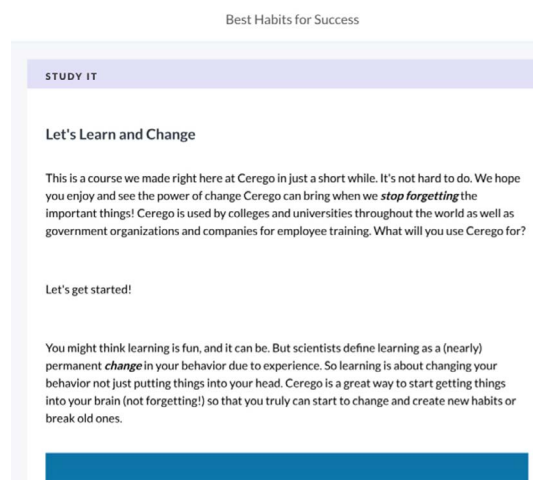 Best Habits for Success
STUDY IT
Let's Learn and Change
This is a course we made right here at Cerego in just a short while. It's not hard to do. We hope
you enjoy and see the power of change Cerego can bring when we stop forgetting the
important things! Cerego is used by colleges and universities throughout the world as well as
government organizations and companies for employee training. What will you use Cerego for?
Let's get started!
You might think learning is fun, and it can be. But scientists define learning as a (nearly)
permanent change in your behavior due to experience. So learning is about changing your
behavior not just putting things into your head. Cerego is a great way to start getting things
into your brain (not forgetting!) so that you truly can start to change and create new habits or
break old ones.